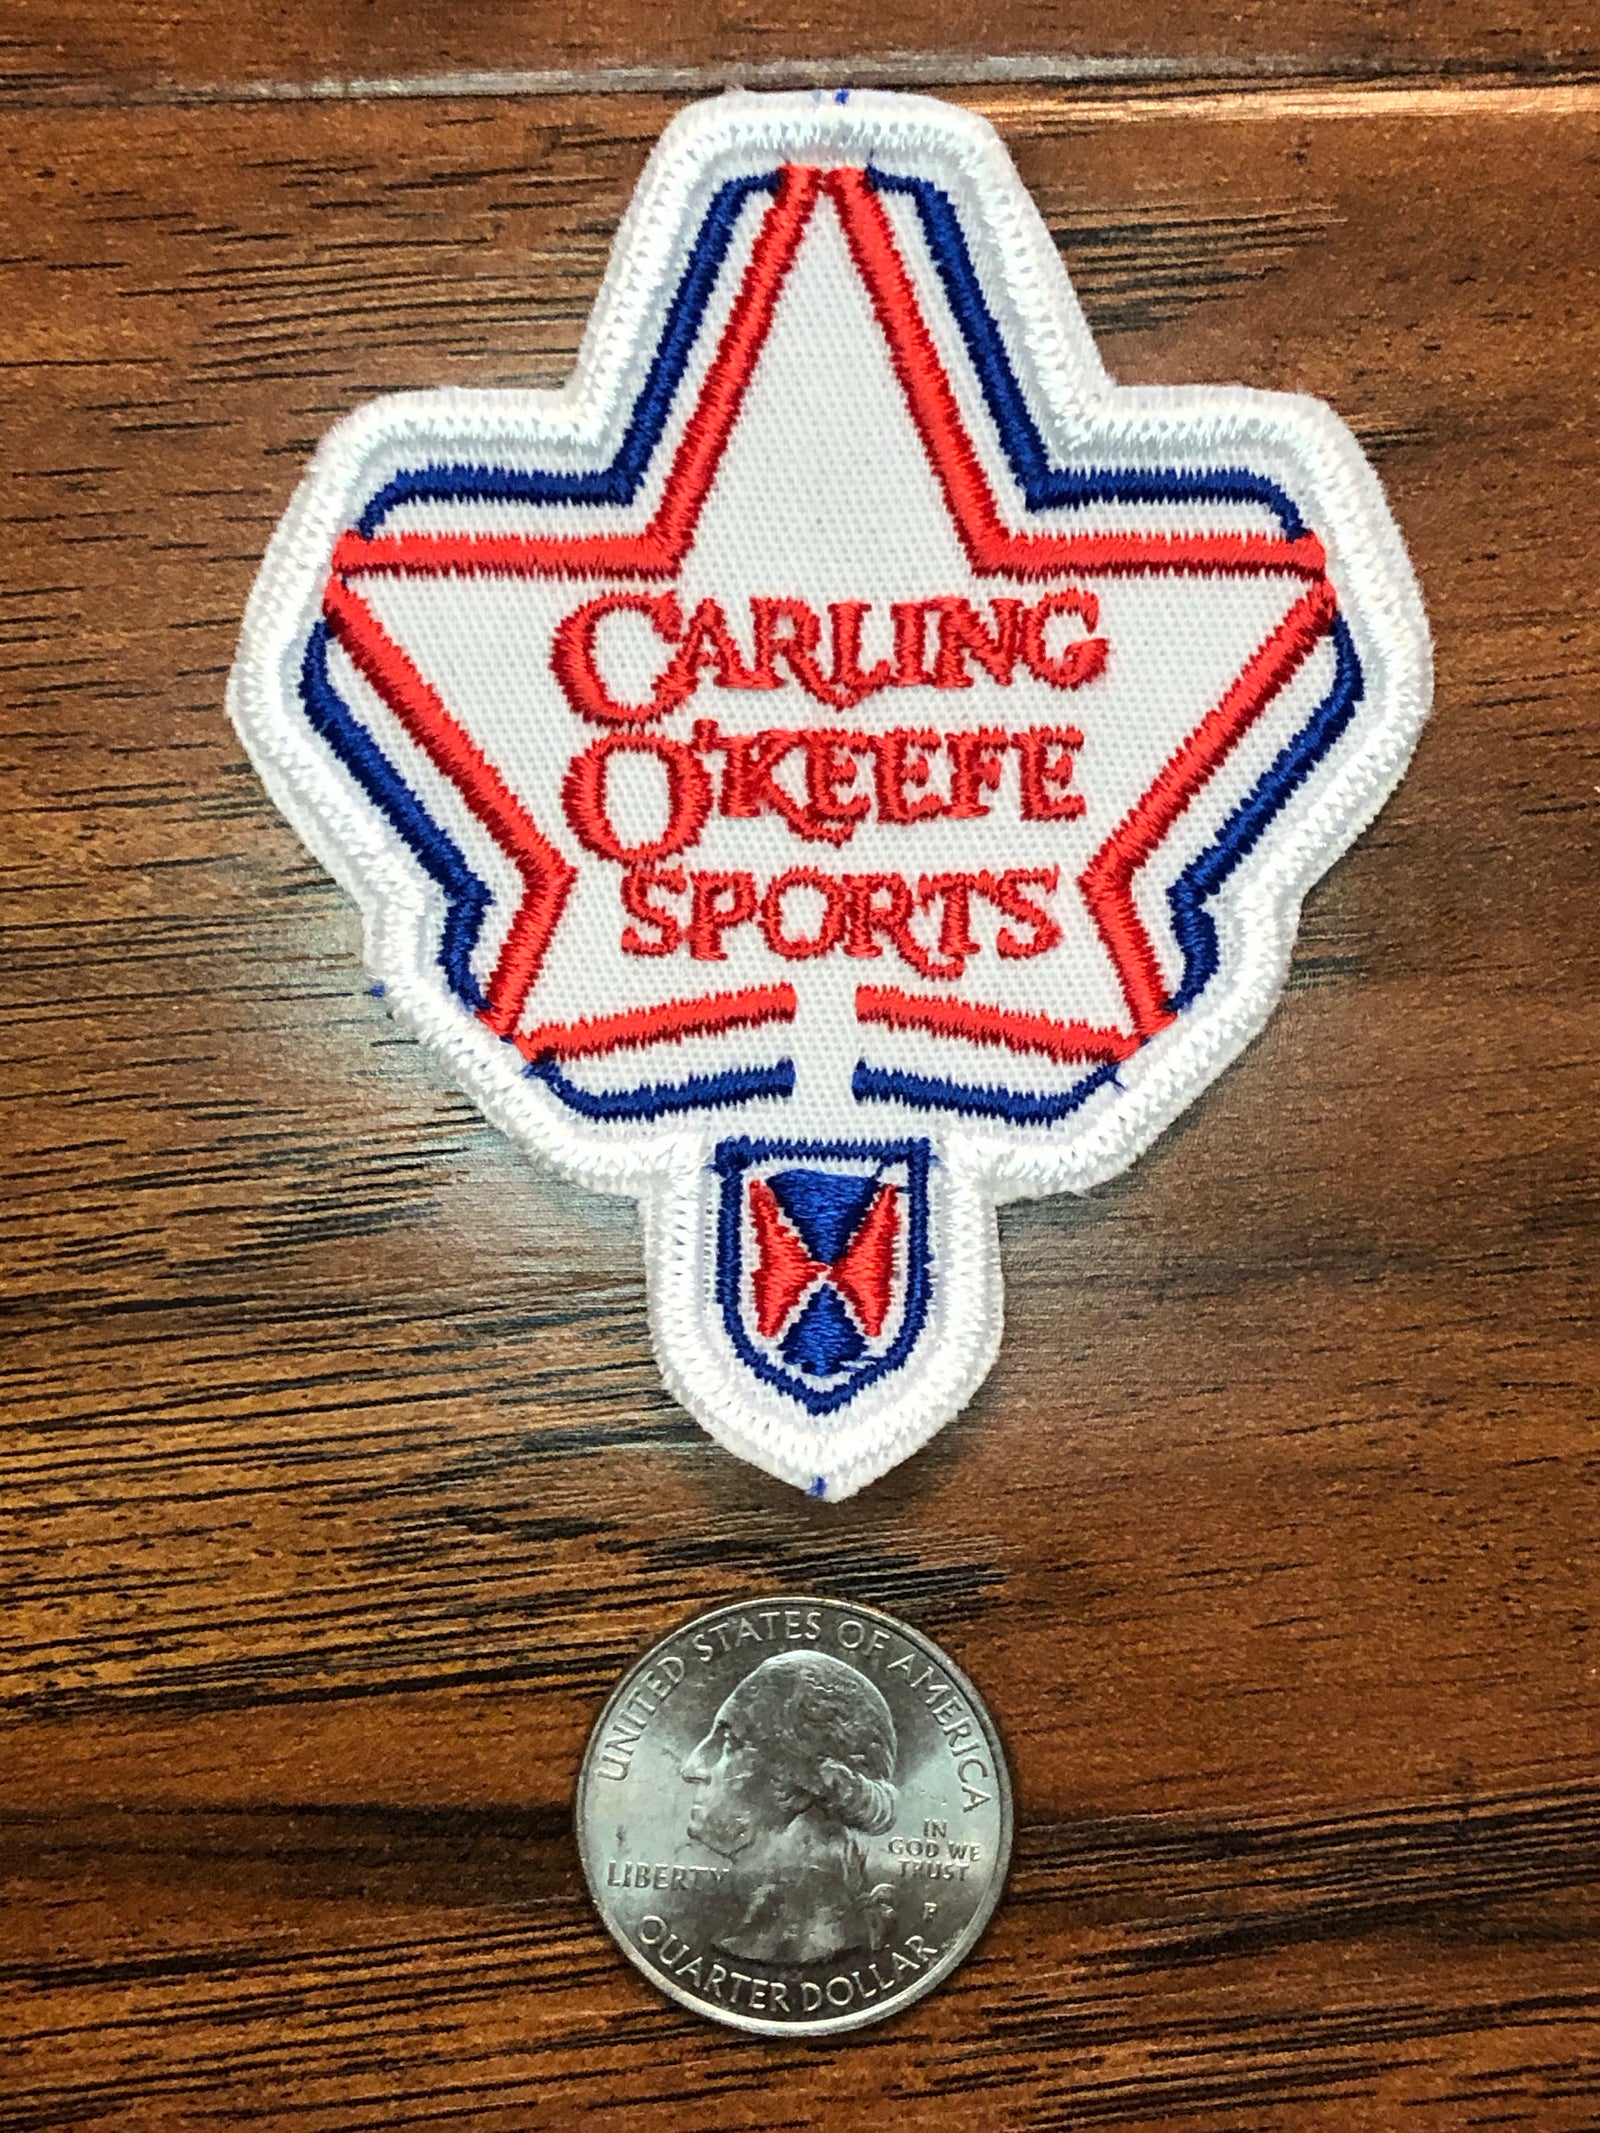 CARLING
O'KEEFE
SPORTS
UNITED STATES OF AMERICA
LIBERTY
IN
GOD WE
TRUST
P
QUARTER DOLLAR